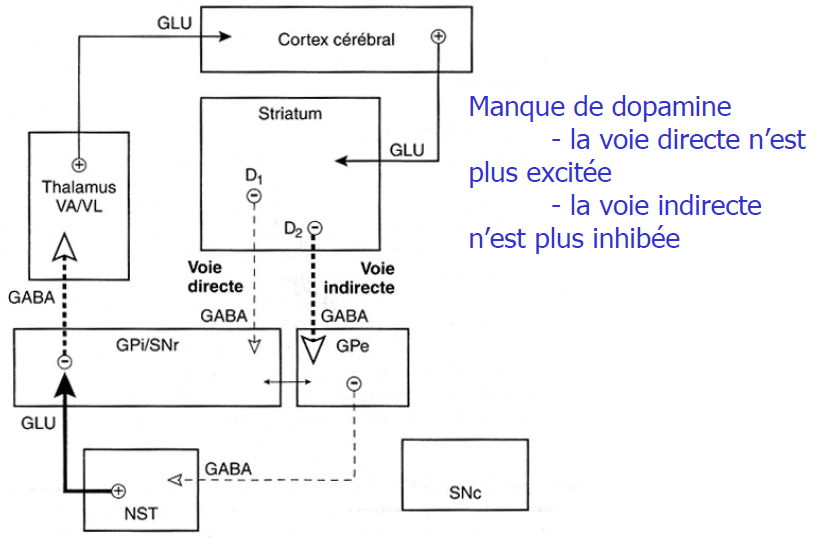 GLU
Cortex cérébral
+
Striatum
Manque de dopamine
- la voie directe n’est
plus excitée
- la voie indirecte
n’est plus inhibée
GLU
+
Thalamus
VA/VL
D1
−
D2 −
Voie
directe
Voie
indirecte
GABA
GABA
GABA
GPi/SNr
GPe
−
−
GLU
GABA
+
NST
SNc